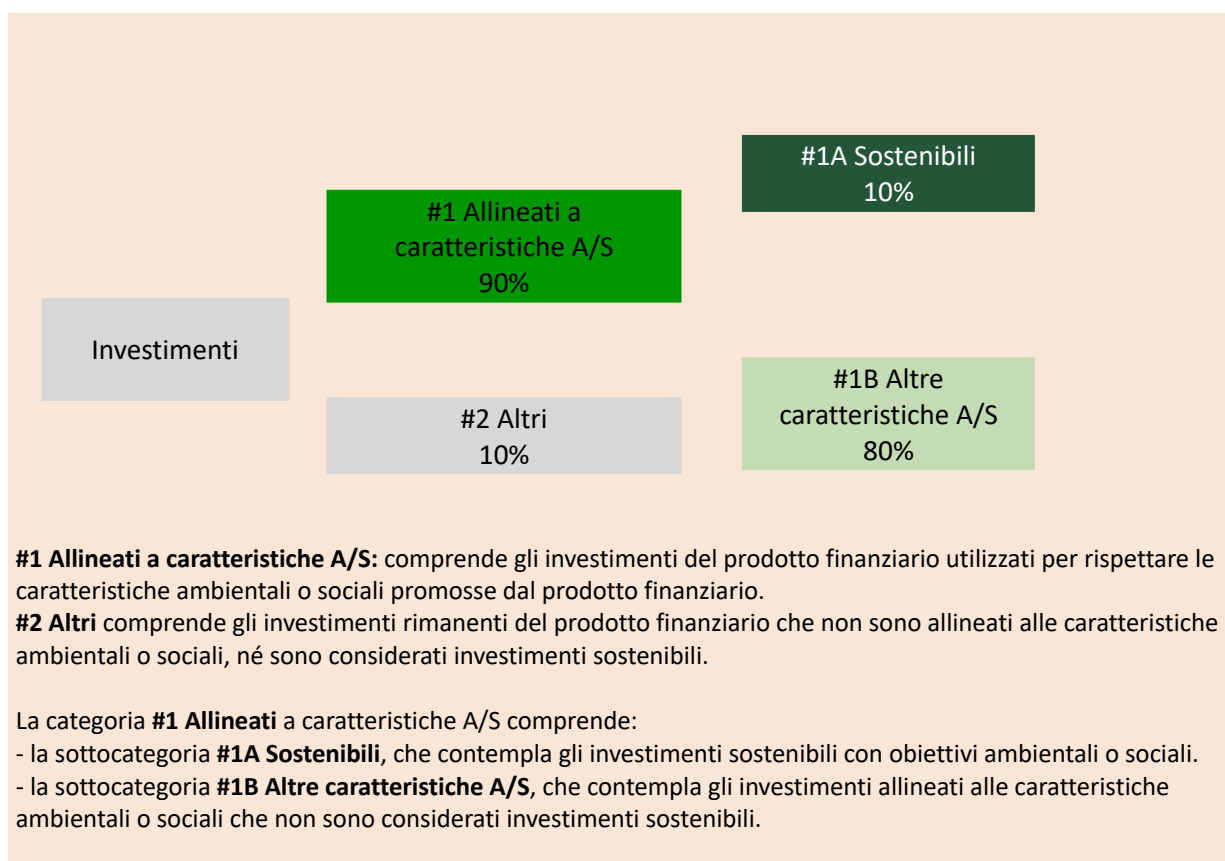 #1A Sostenibili
10%
#1 Allineati a
caratteristiche A/S
90%
Investimenti
#1B Altre
caratteristiche A/S
80%
#2 Altri
10%
#1 Allineati a caratteristiche A/S: comprende gli investimenti del prodotto finanziario utilizzati per rispettare le
caratteristiche ambientali o sociali promosse dal prodotto finanziario.
#2 Altri comprende gli investimenti rimanenti del prodotto finanziario che non sono allineati alle caratteristiche
ambientali o sociali, né sono considerati investimenti sostenibili.
La categoria #1 Allineati a caratteristiche A/S comprende:
- la sottocategoria #1A Sostenibili, che contempla gli investimenti sostenibili con obiettivi ambientali o sociali.
- la sottocategoria #1B Altre caratteristiche A/S, che contempla gli investimenti allineati alle caratteristiche
ambientali o sociali che non sono considerati investimenti sostenibili.